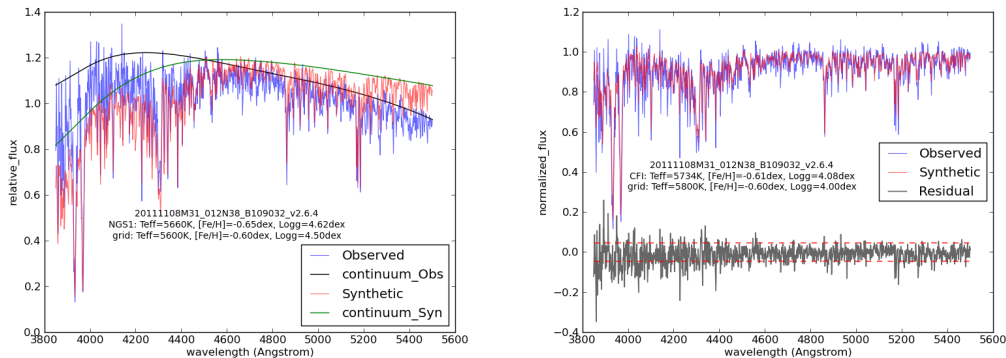 1.4
1.2
1.0
0.8
0.6
0.4
0.2
0.0
relative_flux
20111108M31_012N38_B109032_v2.6.4
NGS1: Teff=5660K, [Fe/H]=-0.65dex, Logg=4.62dex
grid: Teff=5600K, [Fe/H]=-0.60dex, Logg=4.50dex
Observed
continuum_Obs
Synthetic
continuum_Syn
3800 4000 4200 4400 4600 4800 5000 5200 5400 5600
wavelength (Angstrom)
1.2
1.0
0.8
0.6
0.4
0.2
0.0
−0.2
−0.4
normalized_flux
20111108M31_012N38_B109032_v2.6.4
CFI: Teff=5734K, [Fe/H]=-0.61dex, Logg=4.08dex
grid: Teff=5800K, [Fe/H]=-0.60dex, Logg=4.00dex
Observed
Synthetic
Residual
3800 4000 4200 4400 4600 4800 5000 5200 5400 5600
wavelength (Angstrom)